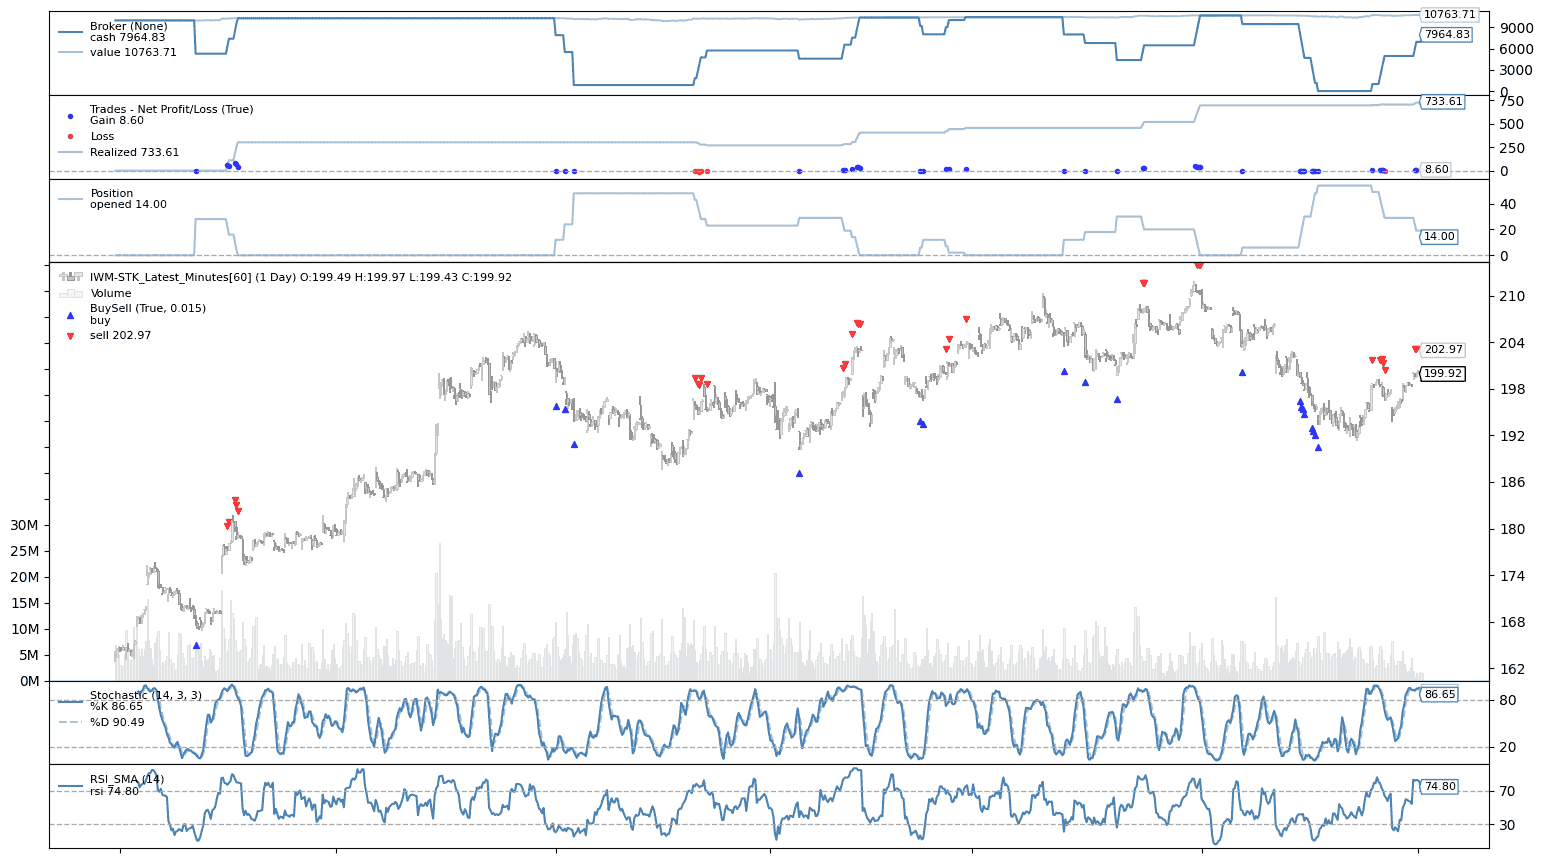 Broker (None)
cash 7964.83
value 10763.71
10763.71
9000
7964.83
6000
3000
0
Trades - Net Profit/Loss (True)
Gain 8.60
Loss
Realized 733.61
733.61
750
500
250
8.60
0
Position
opened 14.00
40
20
14.00
0
IWM-STK_Latest_Minutes[60] (1 Day) O:199.49 H:199.97 L:199.43 C:199.92
Volume
BuySell (True, 0.015)
buy
sell 202.97
210
204
202.97
199.92
198
192
186
180
174
168
162
30M
25M
20M
15M
10M
5M
0M
Stochastic (14, 3, 3)
%K 86.65
%D 90.49
86.65
80
20
RSI_SMA (14)
rsi 74.80
74.80
70
30